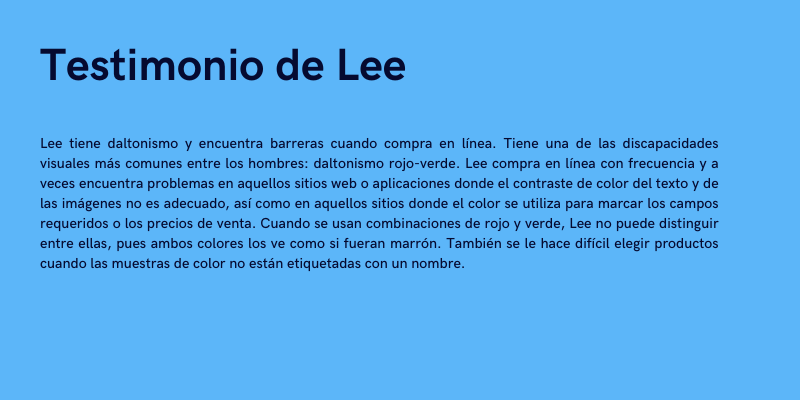 Testimonio de Lee
Lee tiene daltonismo y encuentra barreras cuando compra en línea. Tiene una de las discapacidades
visuales más comunes entre los hombres: daltonismo rojo-verde. Lee compra en línea con frecuencia y a
veces encuentra problemas en aquellos sitios web o aplicaciones donde el contraste de color del texto y de
las imágenes no es adecuado, así como en aquellos sitios donde el color se utiliza para marcar los campos
requeridos o los precios de venta. Cuando se usan combinaciones de rojo y verde, Lee no puede distinguir
entre ellas, pues ambos colores los ve como si fueran marrón. También se le hace difícil elegir productos
cuando las muestras de color no están etiquetadas con un nombre.